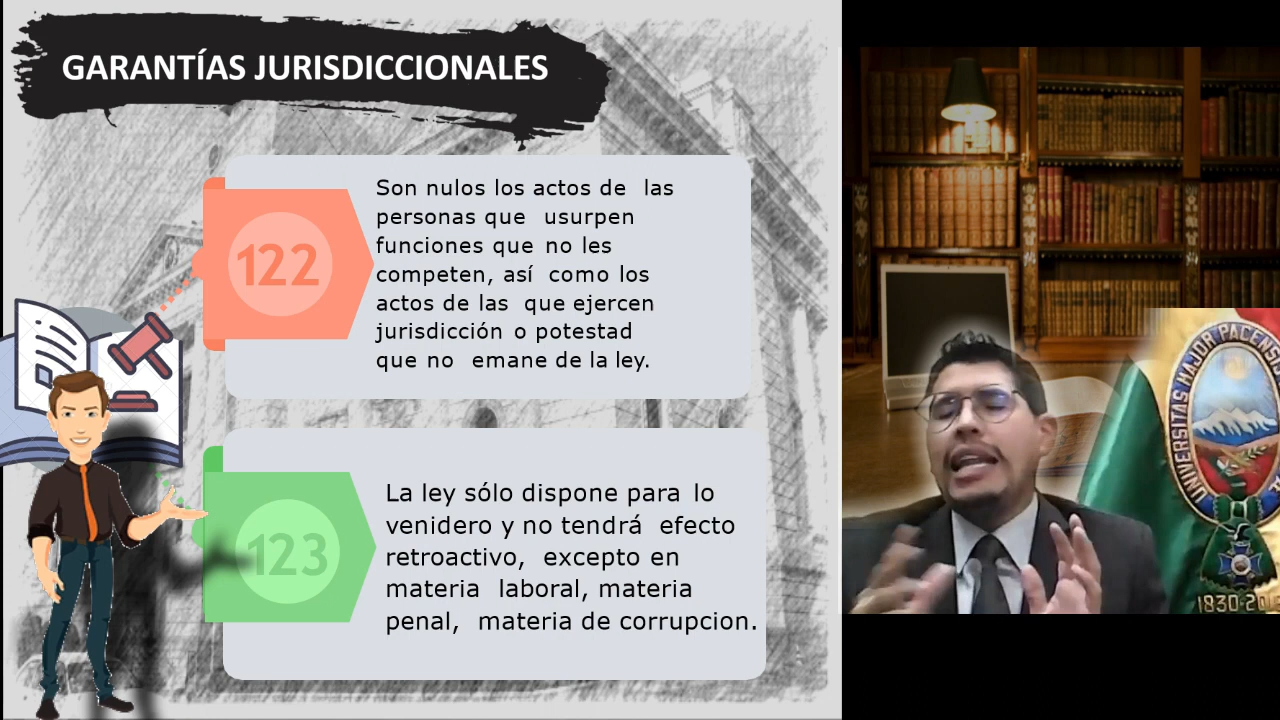 GARANTÍAS JURISDICCIONALES
122
Son nulos los actos de las
personas que usurpen
funciones que no les
competen, así como los
actos de las que ejercen
jurisdicción o potestad
que no emane de la ley.
123
La ley sólo dispone para lo
venidero y no tendrá efecto
retroactivo, excepto en
materia laboral, materia
penal, materia de corrupcion.
UNIVERSITAS MAJOR PACENSIS
1830-20